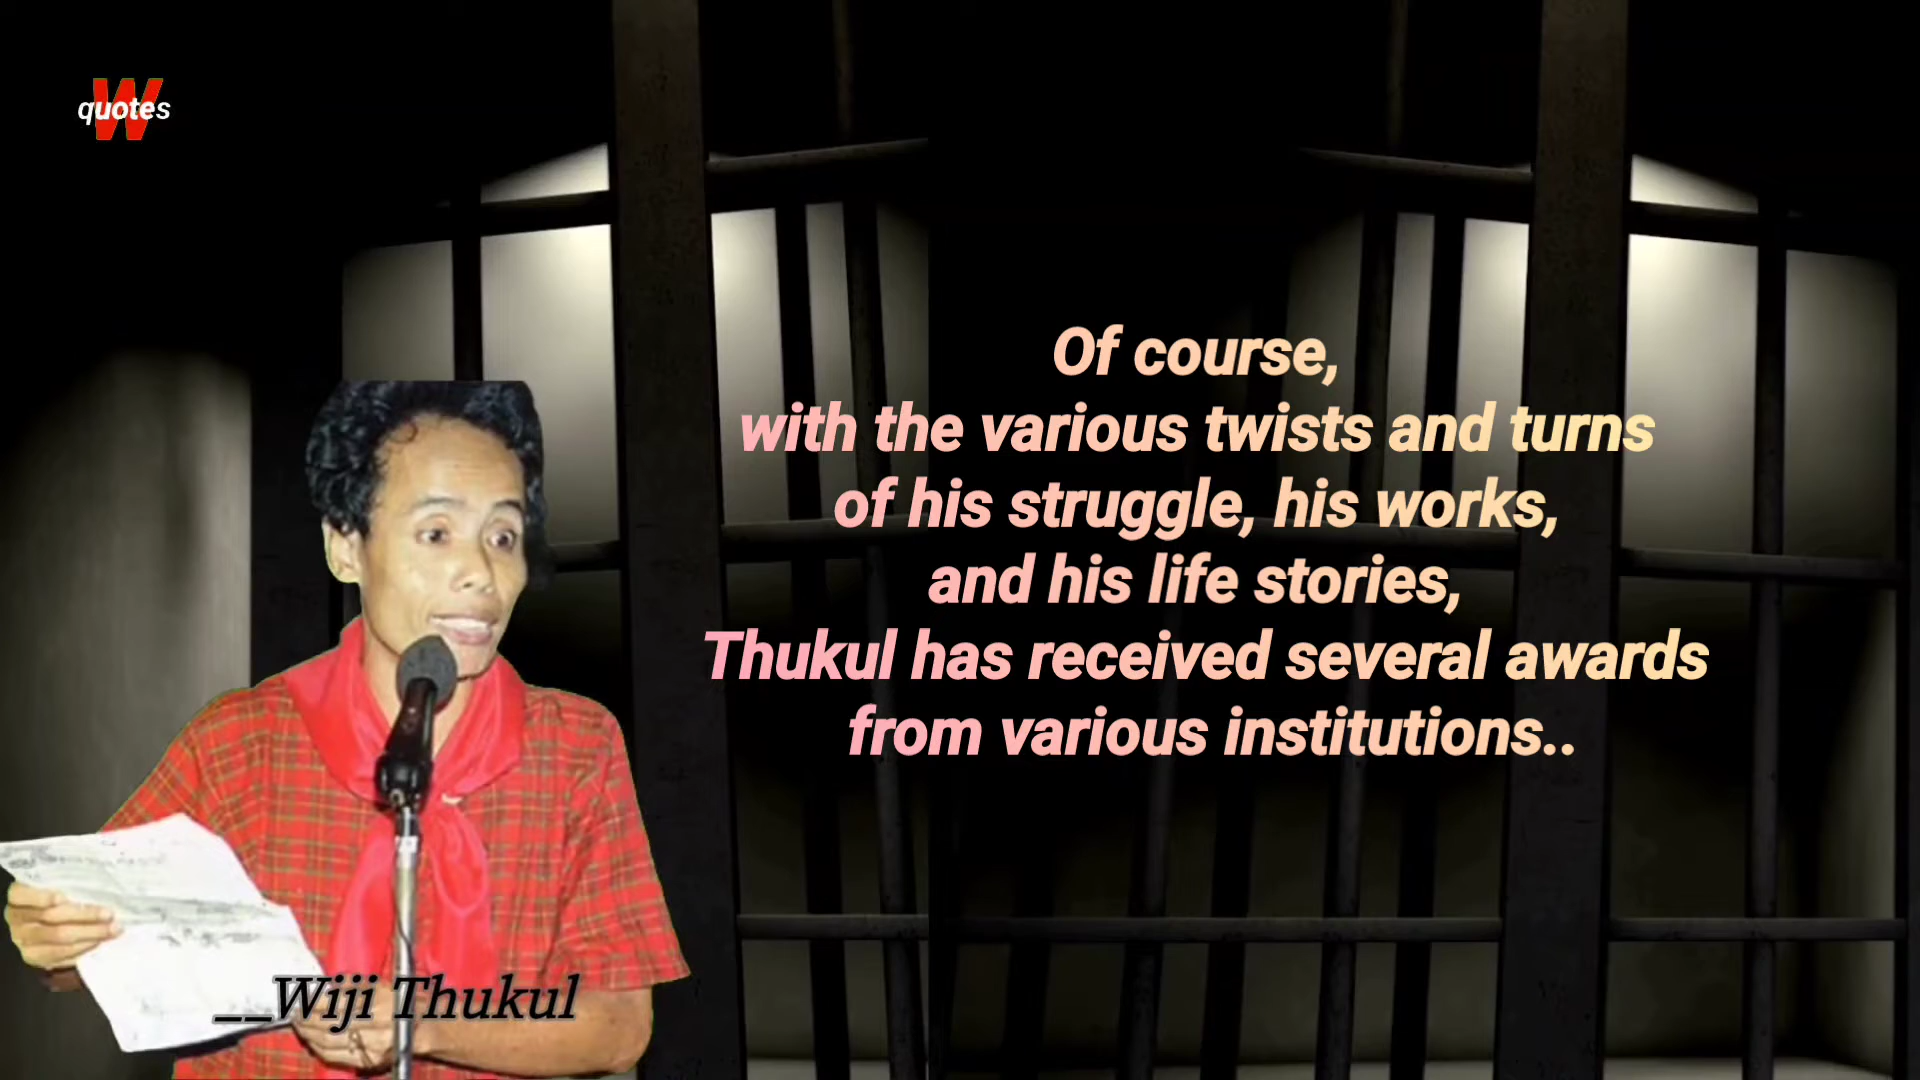 W
quotes
Of course,
with the various twists and turns
of his struggle, his works,
and his life stories,
Thukul has received several awards
from various institutions..
__Wiji Thukul